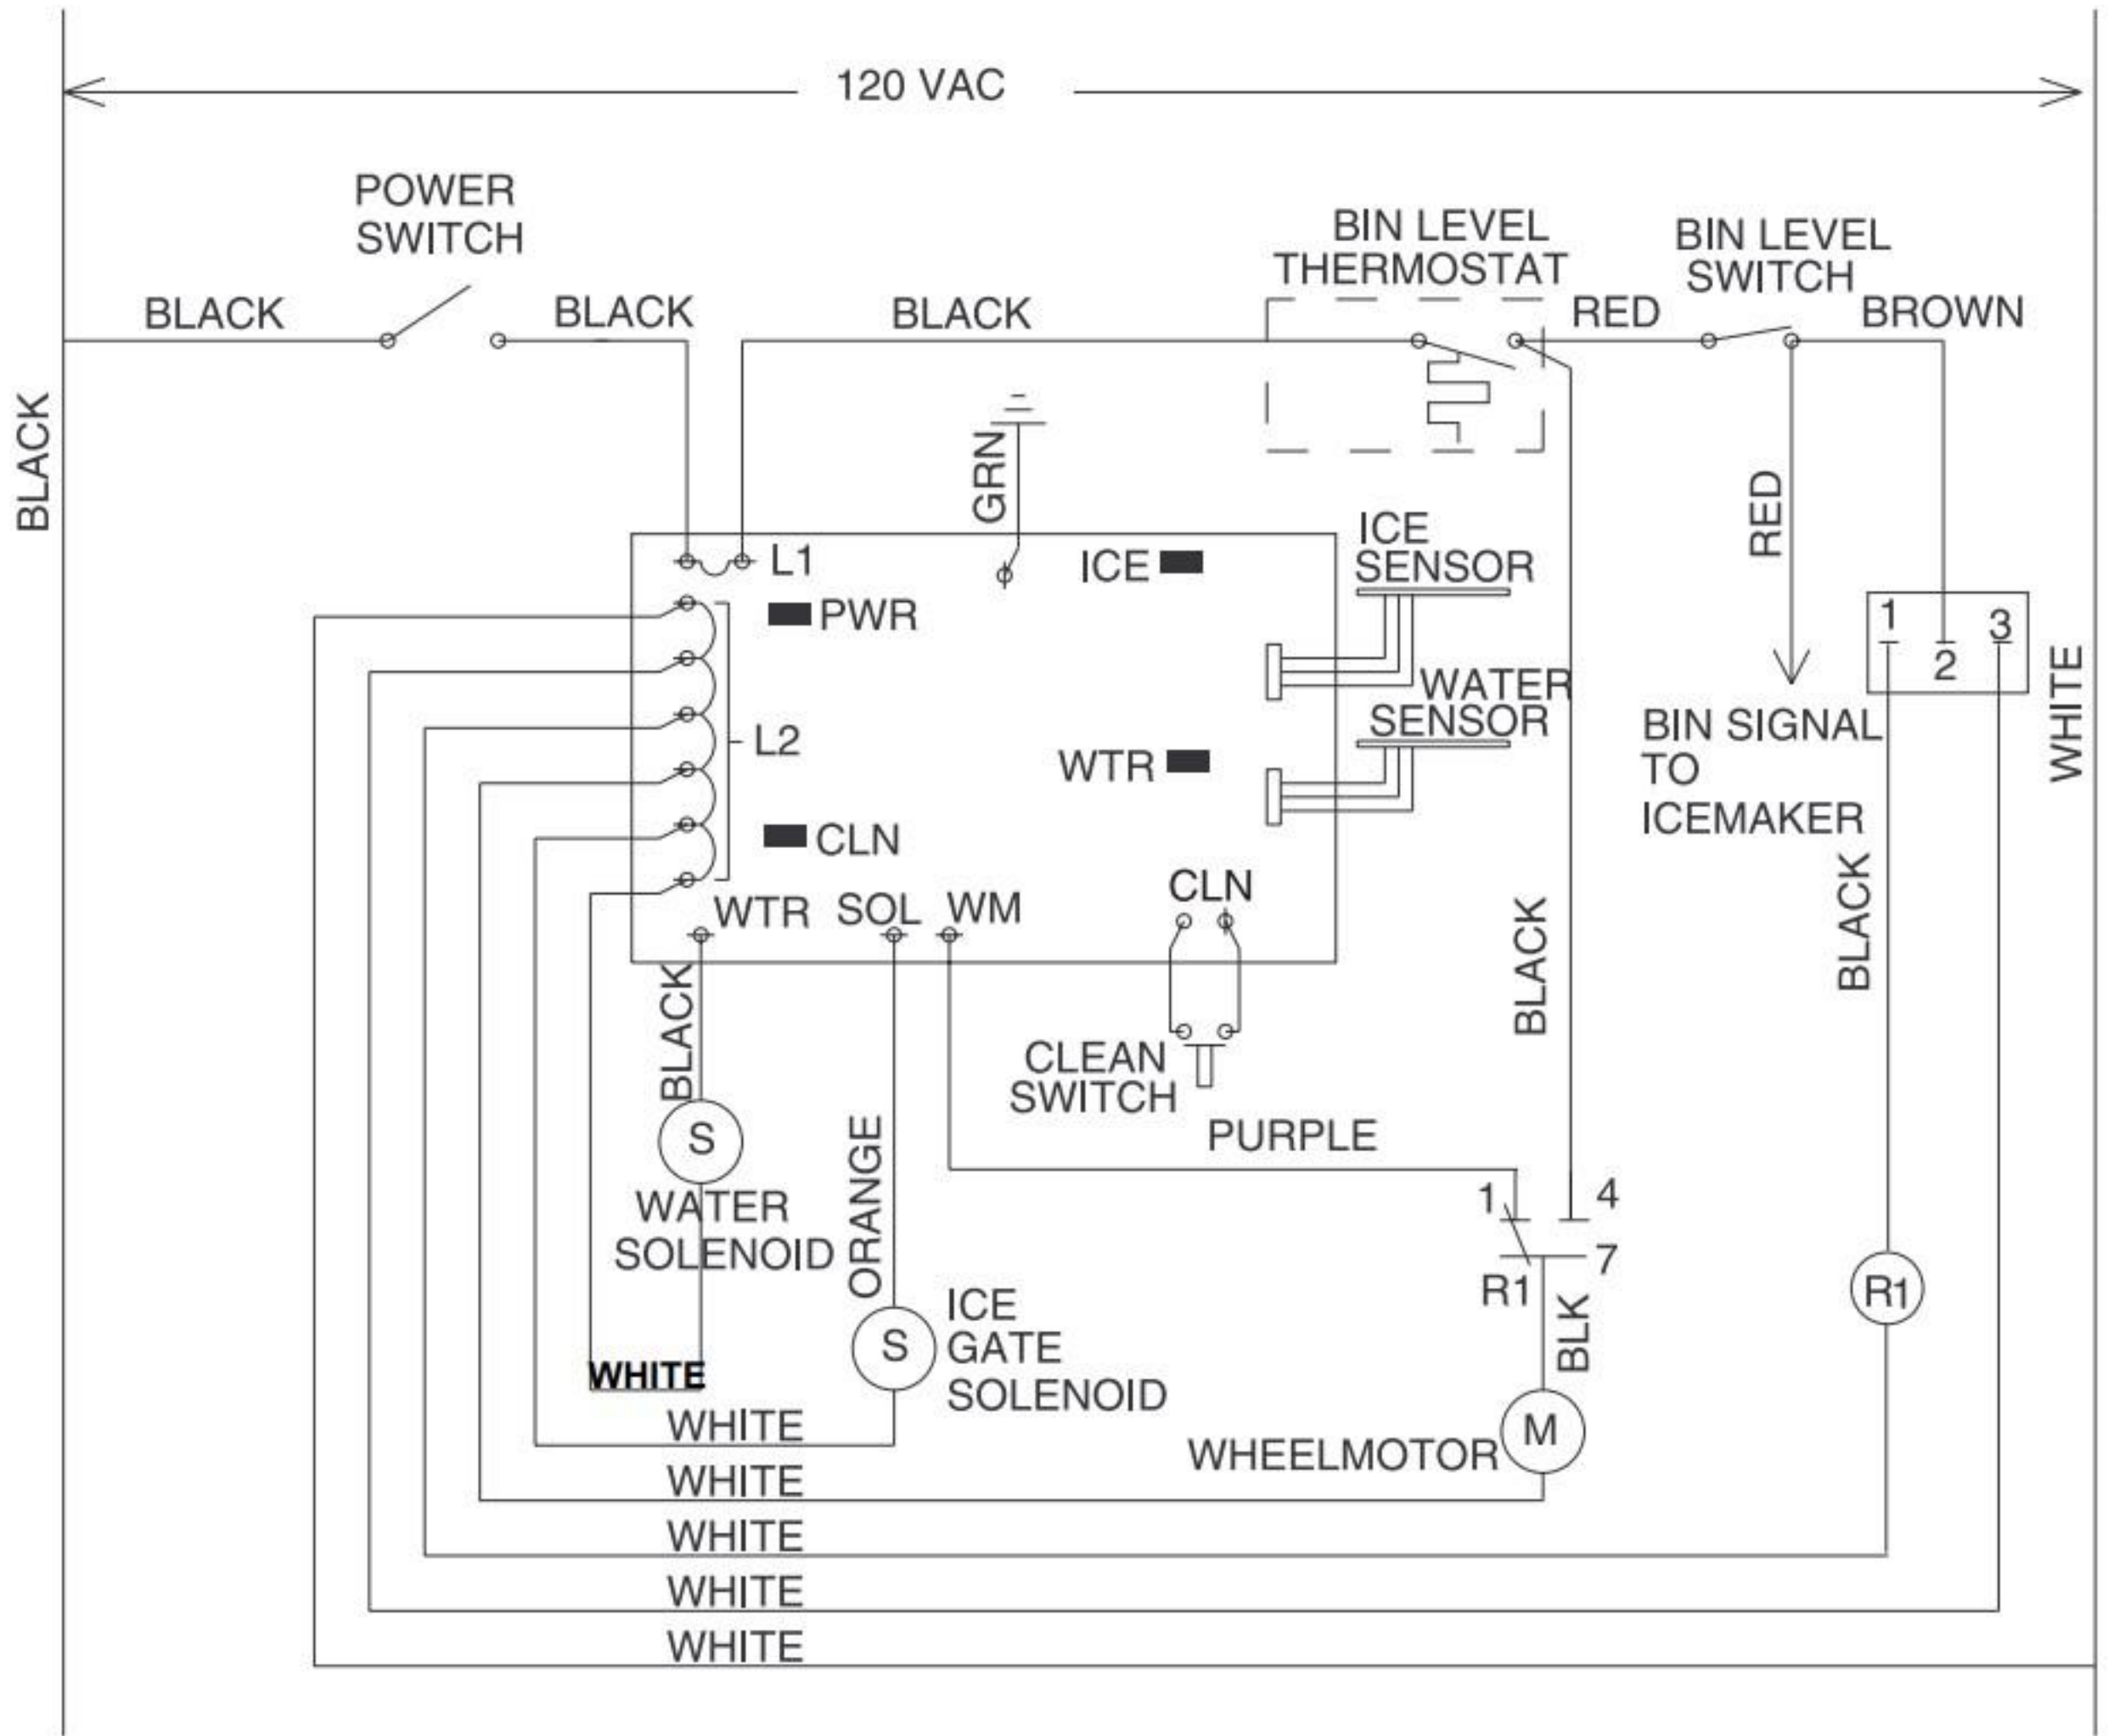 120 VAC
POWER
SWITCH
BIN LEVEL
THERMOSTAT
BIN LEVEL
SWITCH
BLACK
BLACK
BLACK
RED
BROWN
BLACK
GRN
RED
L1
ICE
ICE
SENSOR
PWR
1
2
3
WATER
SENSOR
L2
WTR
BIN SIGNAL
TO
ICEMAKER
WHITE
CLN
CLN
WTR
SOL
WM
BLACK
BLACK
BLACK
CLEAN
SWITCH
PURPLE
S
ORANGE
WATER
SOLENOID
1
4
7
R1
R1
ICE
GATE
SOLENOID
S
BLK
WHITE
WHITE
M
WHEELMOTOR
WHITE
WHITE
WHITE
WHITE